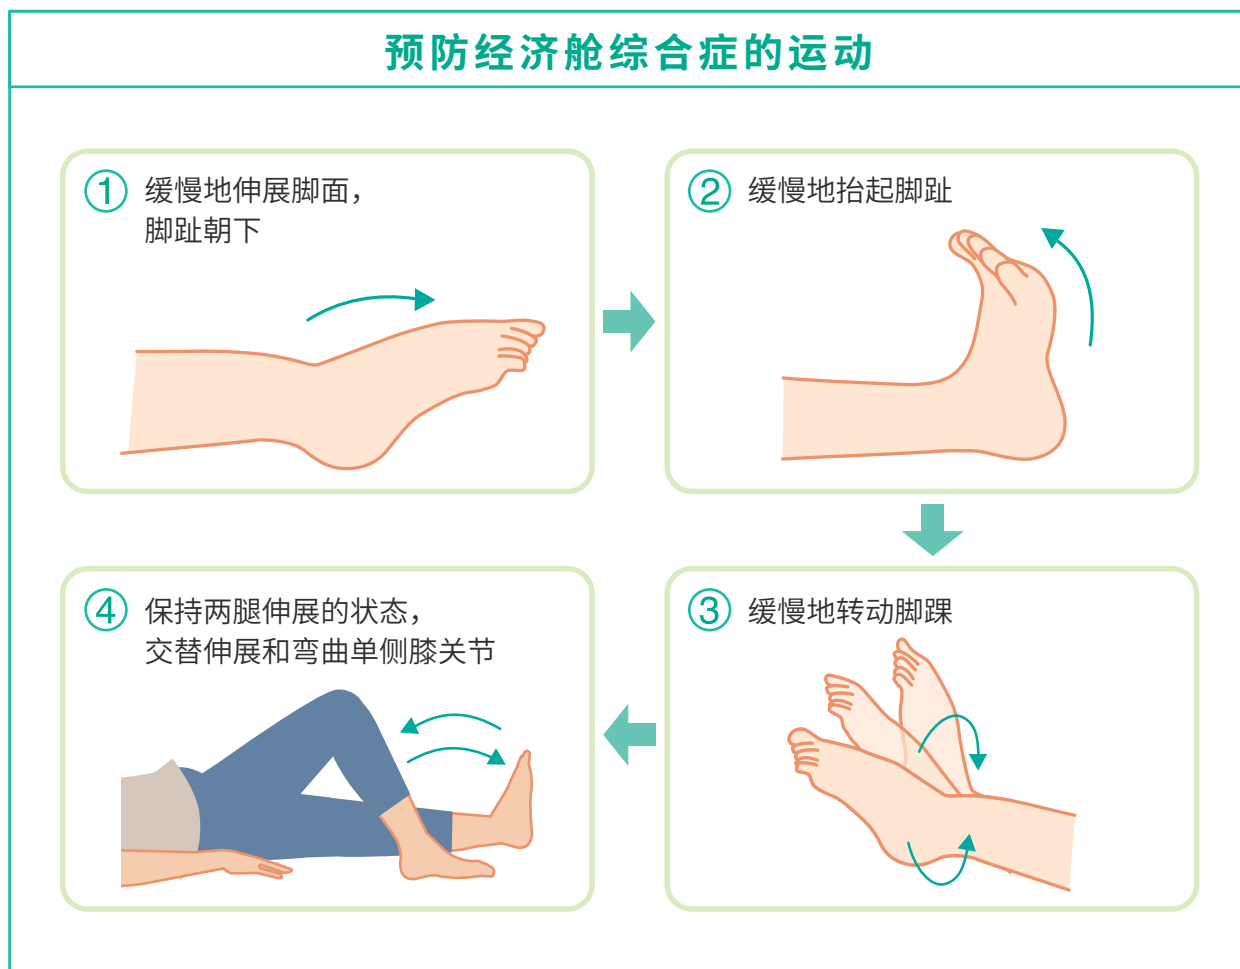 预防经济舱综合症的运动
① 缓慢地伸展脚面，
脚趾朝下
② 缓慢地抬起脚趾
③ 缓慢地转动脚踝
④ 保持两腿伸展的状态，
交替伸展和弯曲单侧膝关节